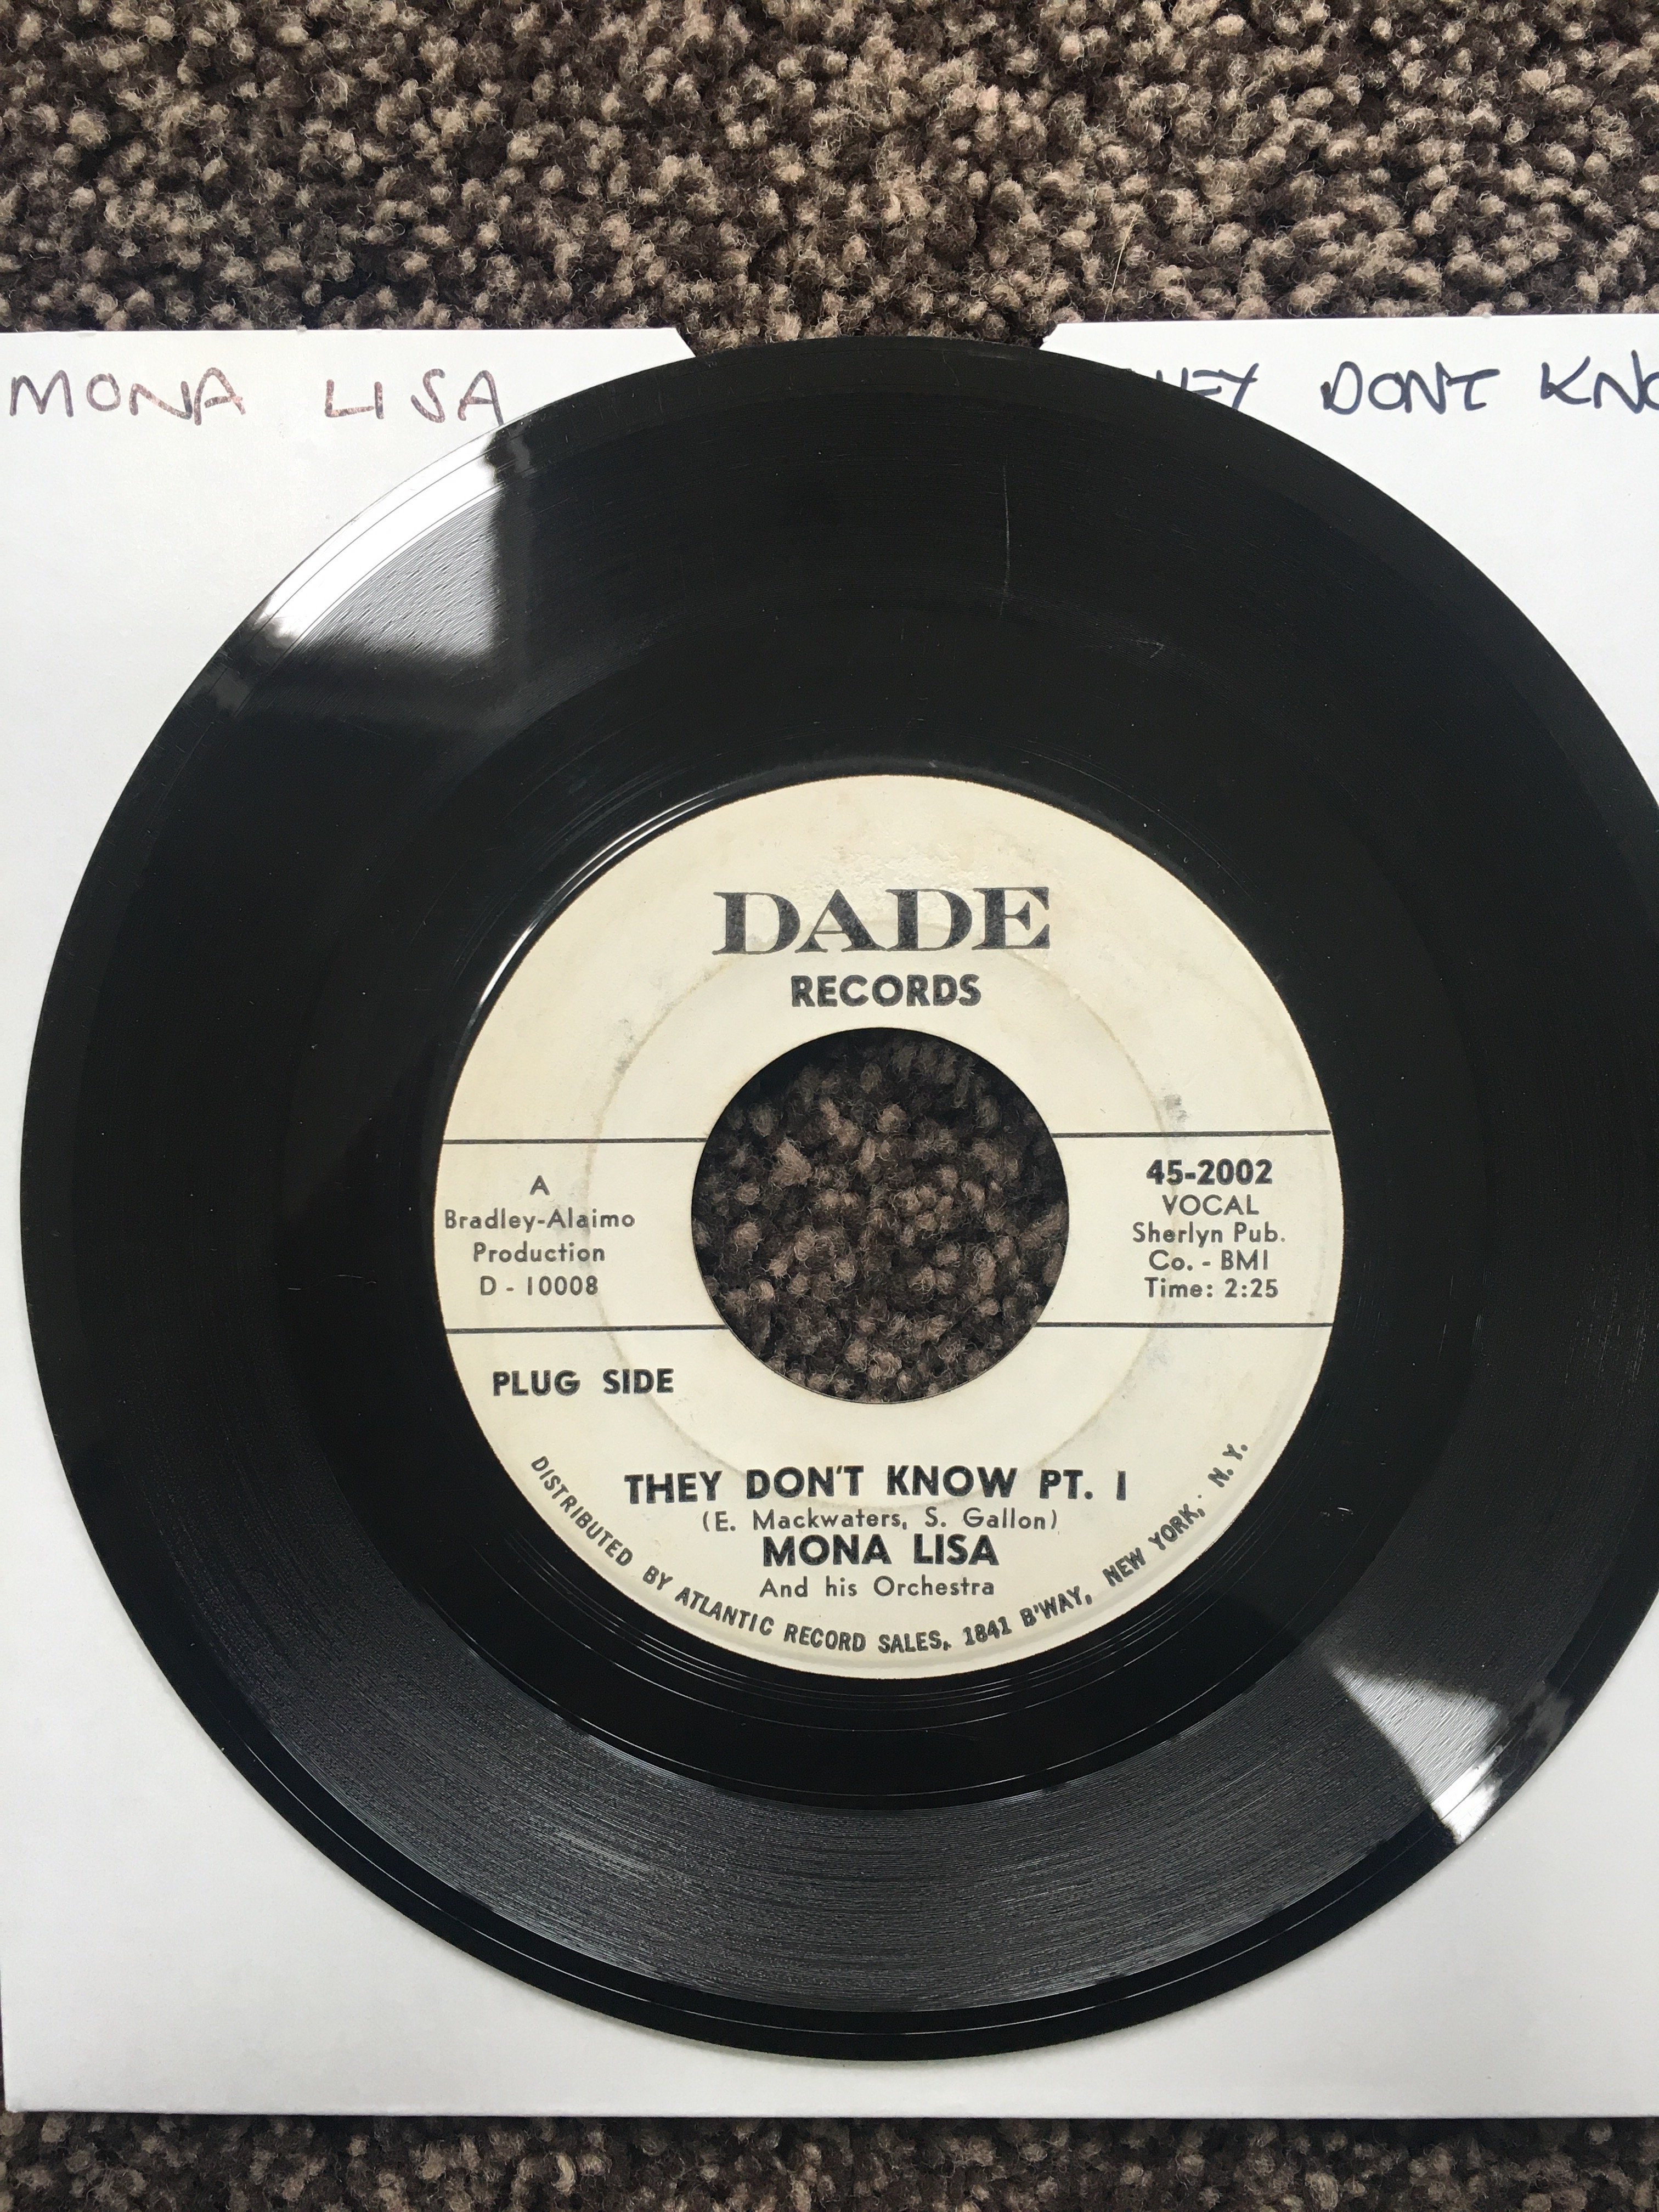 MONA LISA
DONT
DADE
RECORDS
A
Bradley-Alaimo
Production
D - 10008
45-2002
VOCAL
Sherlyn Pub.
Co. - BMI
Time: 2:25
PLUG SIDE
THEY DON'T KNOW PT. I
(E. Mackwaters, S. Gallon)
MONA LISA
And his Orchestra
DISTRIBUTED BY ATLANTIC RECORD SALES, 1841 B'WAY, NEW YORK, N. Y.